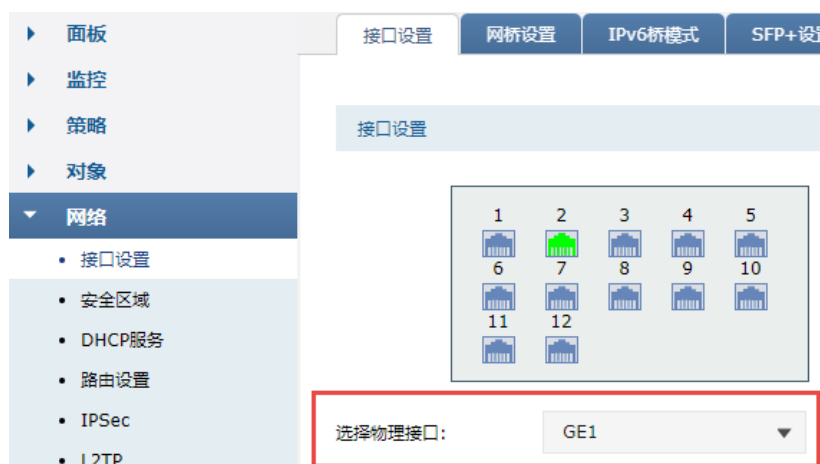 面板
监控
策略
对象
网络
接口设置
安全区域
DHCP服务
路由设置
IPSec
L2TP
接口设置 网桥设置 IPv6桥模式 SFP+设
接口设置
1 2 3 4 5
6 7 8 9 10
11 12
选择物理接口: GE1